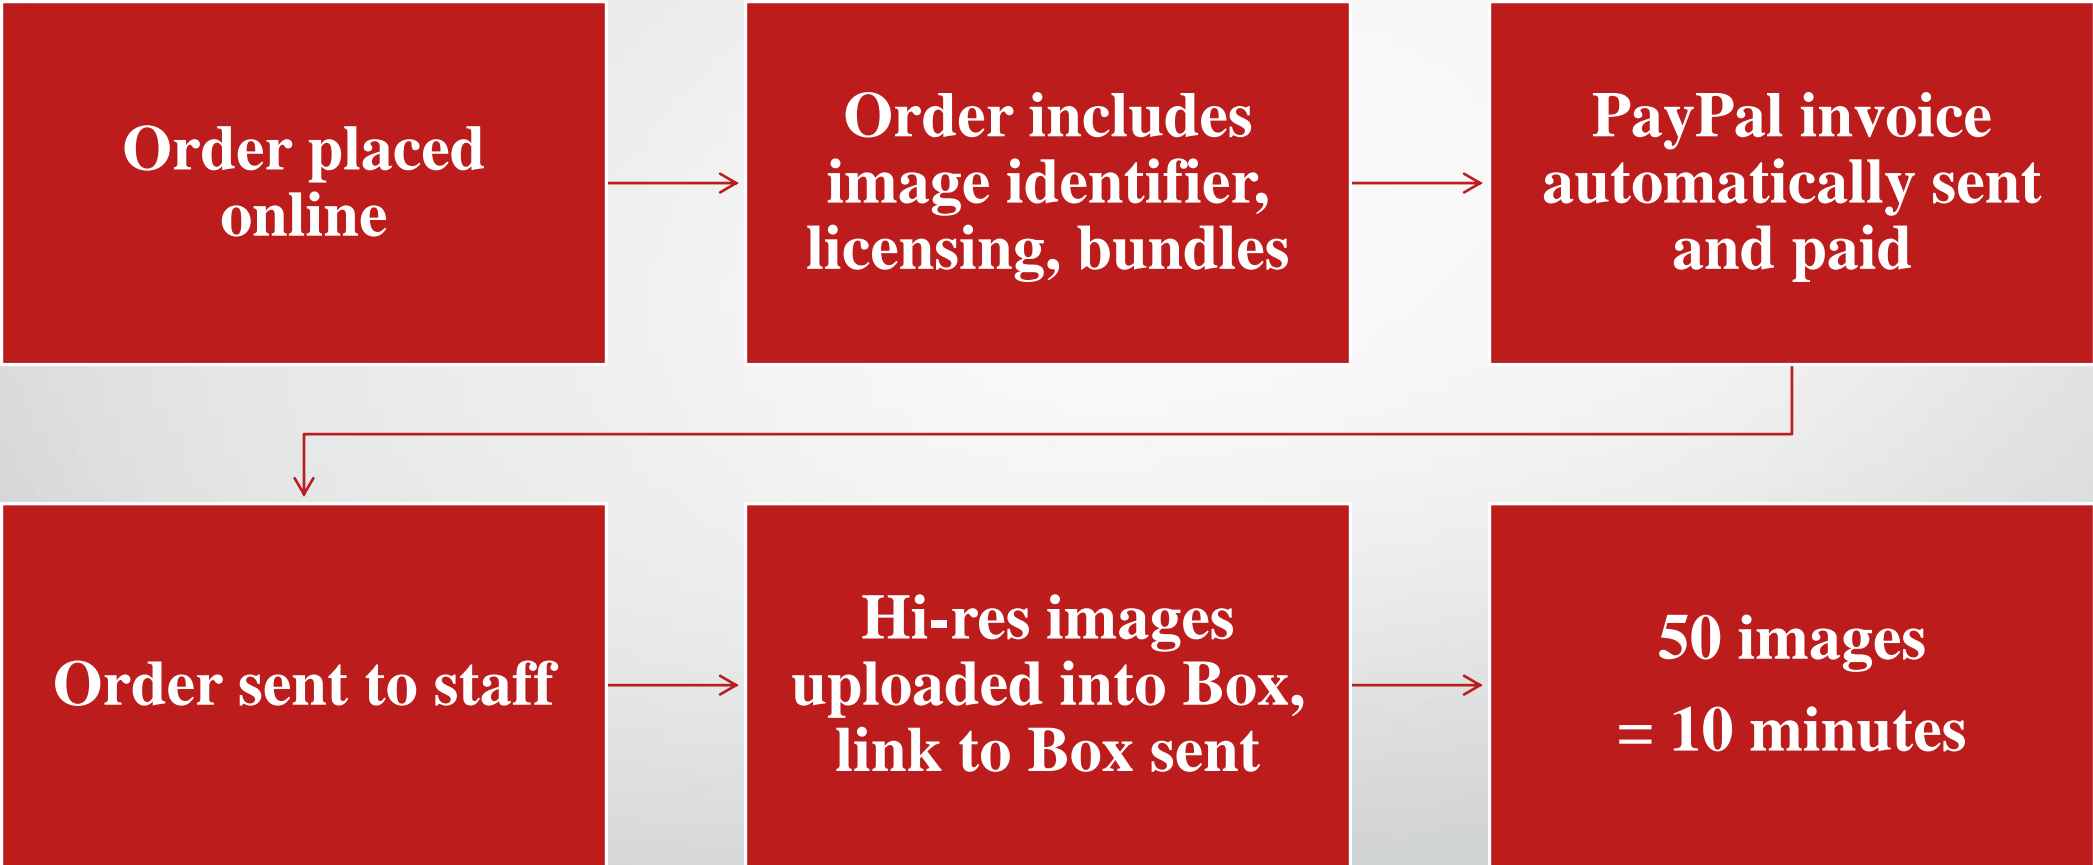 Order placed
online
Order includes
image identifier,
licensing, bundles
PayPal invoice
automatically sent
and paid
Order sent to staff
Hi-res images
uploaded into Box,
link to Box sent
50 images
= 10 minutes